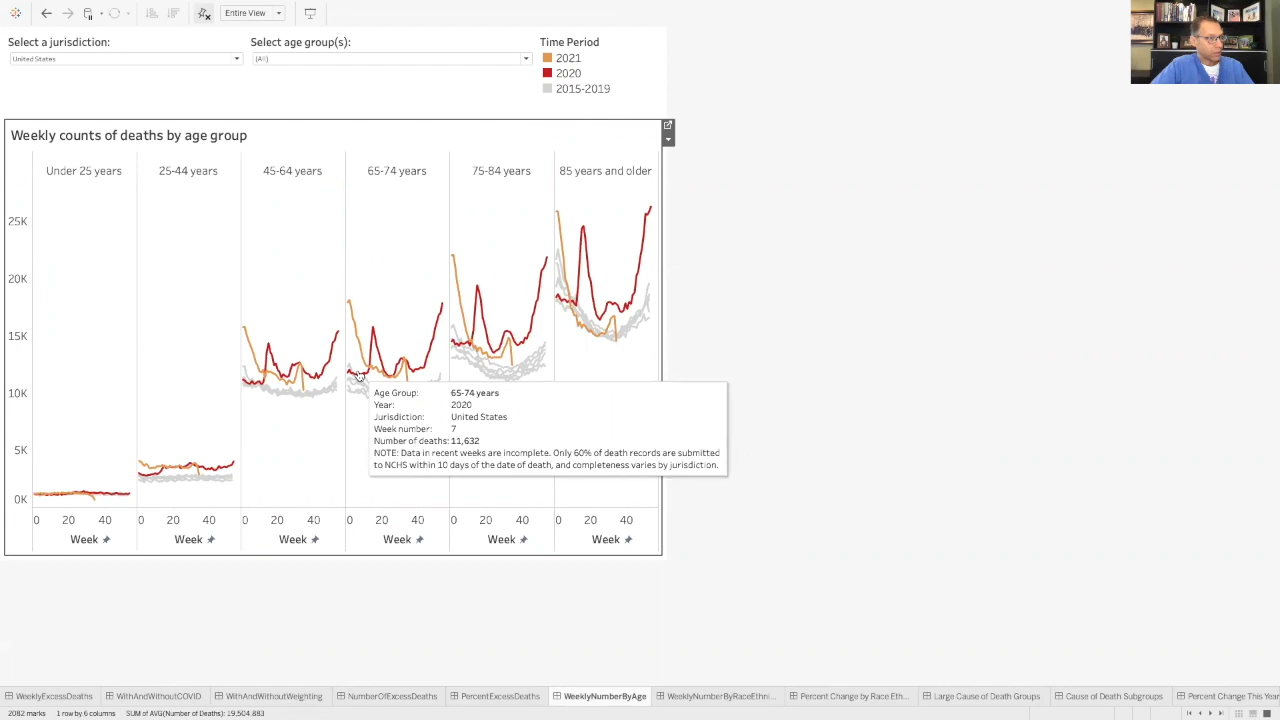 Entire View
Select a jurisdiction:
Select age group(s):
Time Period
United States
(All)
2021
2020
2015-2019
Weekly counts of deaths by age group
Under 25 years
25-44 years
45-64 years
65-74 years
75-84 years
85 years and older
25K
20K
15K
10K
5K
0K
Age Group: 65-74 years
Year: 2020
Jurisdiction: United States
Week number: 7
Number of deaths: 11,632
NOTE: Data in recent weeks are incomplete. Only 60% of death records are submitted
to NCHS within 10 days of the date of death, and completeness varies by jurisdiction.
0 20 40 0 20 40 0 20 40 0 20 40 0 20 40 0 20 40
Week Week Week Week Week Week
WeeklyExcessDeaths
WithAndWithoutCOVID
WithAndWithoutWeighting
NumberOfExcessDeaths
PercentExcessDeaths
WeeklyNumberByAge
WeeklyNumberByRaceEthni...
Percent Change by Race Eth...
Large Cause of Death Groups
Cause of Death Subgroups
Percent Change This Year
2082 marks
1 row by 6 columns
SUM of AVG(Number of Deaths): 19,504,883